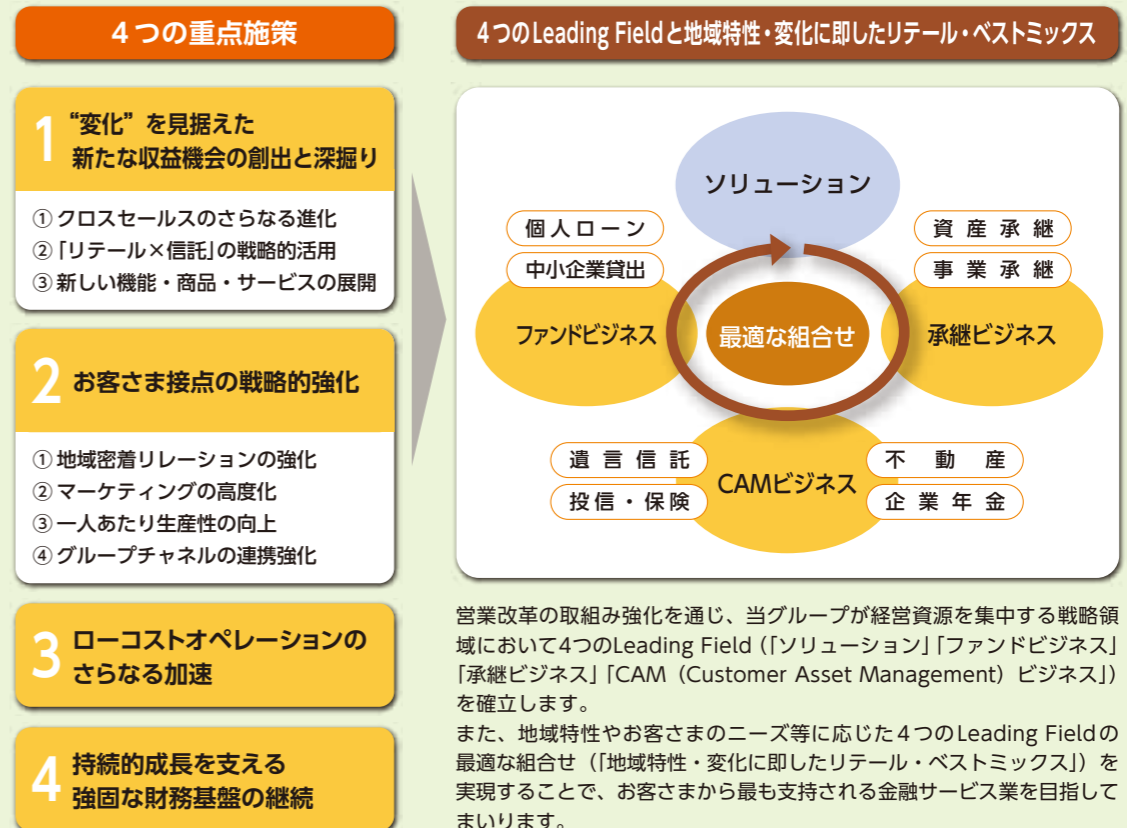 4つの重点施策
1 “変化”を見据えた
新たな収益機会の創出と深掘り
① クロスセールスのさらなる進化
② 「リテール×信託」の戦略的活用
③ 新しい機能・商品・サービスの展開
2 お客さま接点の戦略的強化
① 地域密着リレーションの強化
② マーケティングの高度化
③ 一人あたり生産性の向上
④ グループチャネルの連携強化
3 ローコストオペレーションの
さらなる加速
4 持続的成長を支える
強固な財務基盤の継続
4つのLeading Fieldと地域特性・変化に即したリテール・ベストミックス
ソリューション
個人ローン
中小企業貸出
ファンドビジネス
資産承継
事業承継
承継ビジネス
最適な組合せ
遺言信託
投信・保険
CAMビジネス
不動産
企業年金
営業改革の取組み強化を通じ、当グループが経営資源を集中する戦略領
域において4つのLeading Field（「ソリューション」「ファンドビジネス」
「承継ビジネス」「CAM（Customer Asset Management）ビジネス」）
を確立します。
また、地域特性やお客さまのニーズ等に応じた4つのLeading Fieldの
最適な組合せ（「地域特性・変化に即したリテール・ベストミックス」）を
実現することで、お客さまから最も支持される金融サービス業を目指して
まいります。